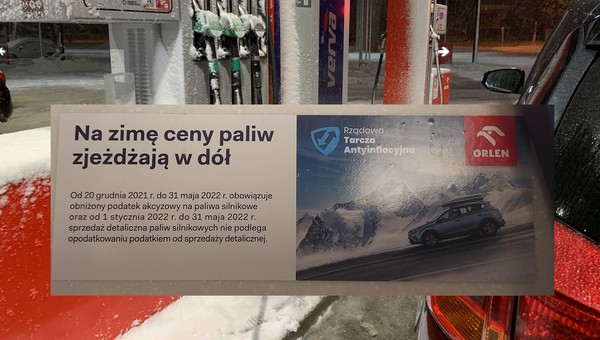 verva
Na zimę ceny paliw
zjeżdżają w dół
Od 20 grudnia 2021 r. do 31 maja 2022 r. obowiązuje
obniżony podatek akcyzowy na paliwa silnikowe
oraz od 1 stycznia 2022 r. do 31 maja 2022 r.
sprzedaż detaliczna paliw silnikowych nie podlega
opodatkowaniu podatkiem od sprzedaży detalicznej.
Rządowa
Tarcza
Antyinflacyjna
ORLEN